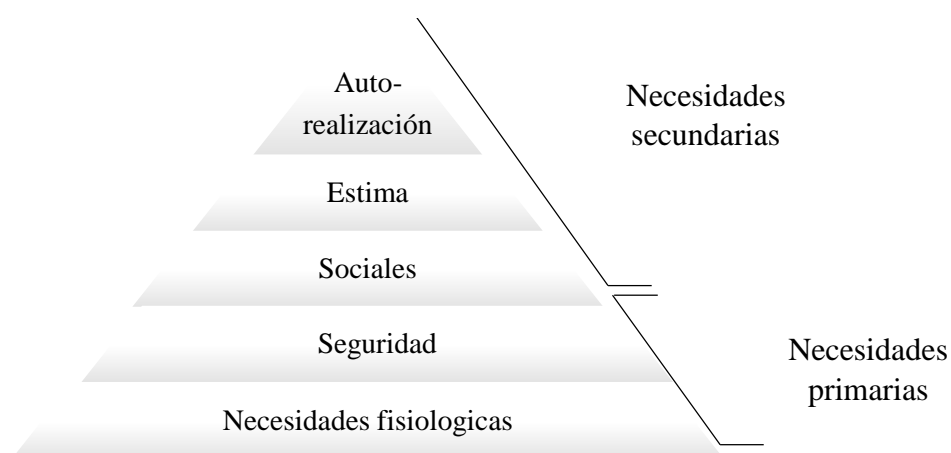 Auto-
realización
Necesidades
secundarias
Estima
Sociales
Seguridad
Necesidades
primarias
Necesidades fisiologicas